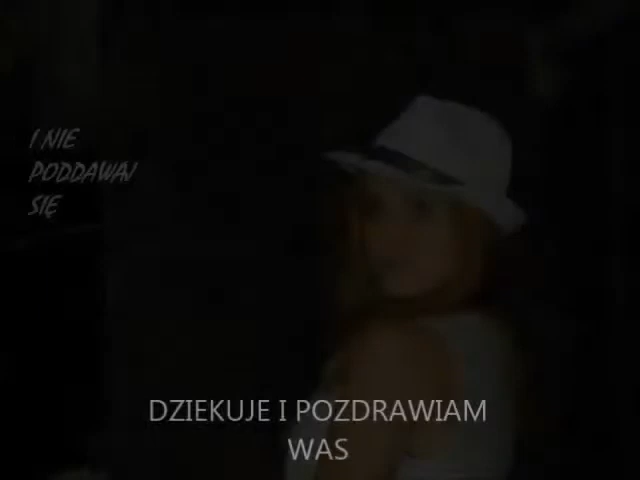 I NIE
PODDAWAJ
SIĘ
DZIEKUJE I POZDRAWIAM
WAS